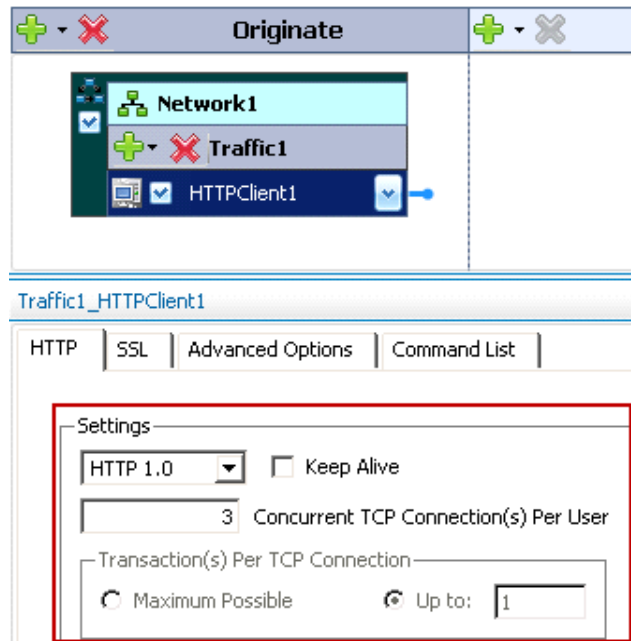 Originate
Network1
Traffic1
HTTPClient1
Traffic1_HTTPClient1
HTTP SSL Advanced Options Command List
Settings
HTTP 1.0 Keep Alive
3 Concurrent TCP Connection(s) Per User
Transaction(s) Per TCP Connection
Maximum Possible Up to: 1